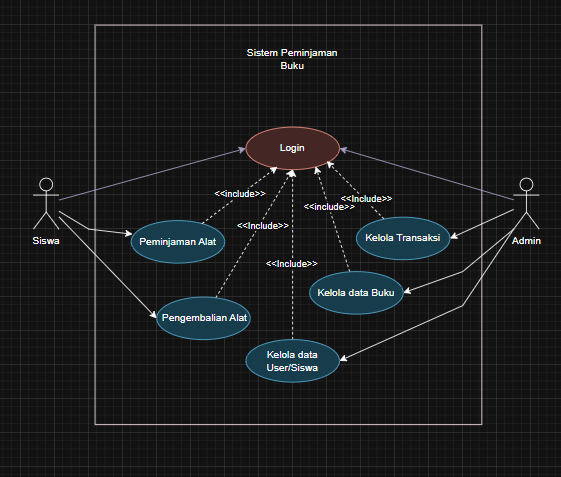 Sistem Peminjaman
Buku
Login
<<include>>
<<Include>>
<<include>>
<<Include>>
<<Include>>
Siswa
Admin
Peminjaman Alat
Kelola Transaksi
Kelola data Buku
Pengembalian Alat
Kelola data
User/Siswa